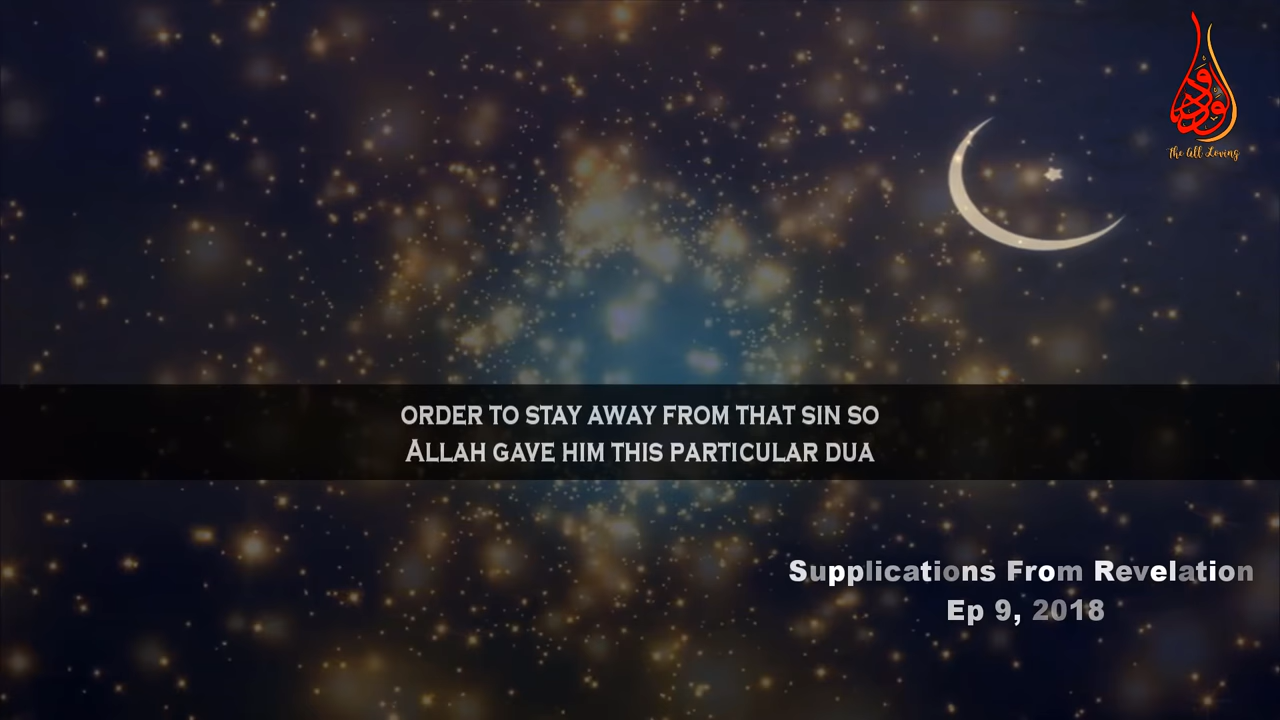 الودود
The All Loving
ORDER TO STAY AWAY FROM THAT SIN SO
ALLAH GAVE HIM THIS PARTICULAR DUA
Supplications From Revelation
Ep 9, 2018